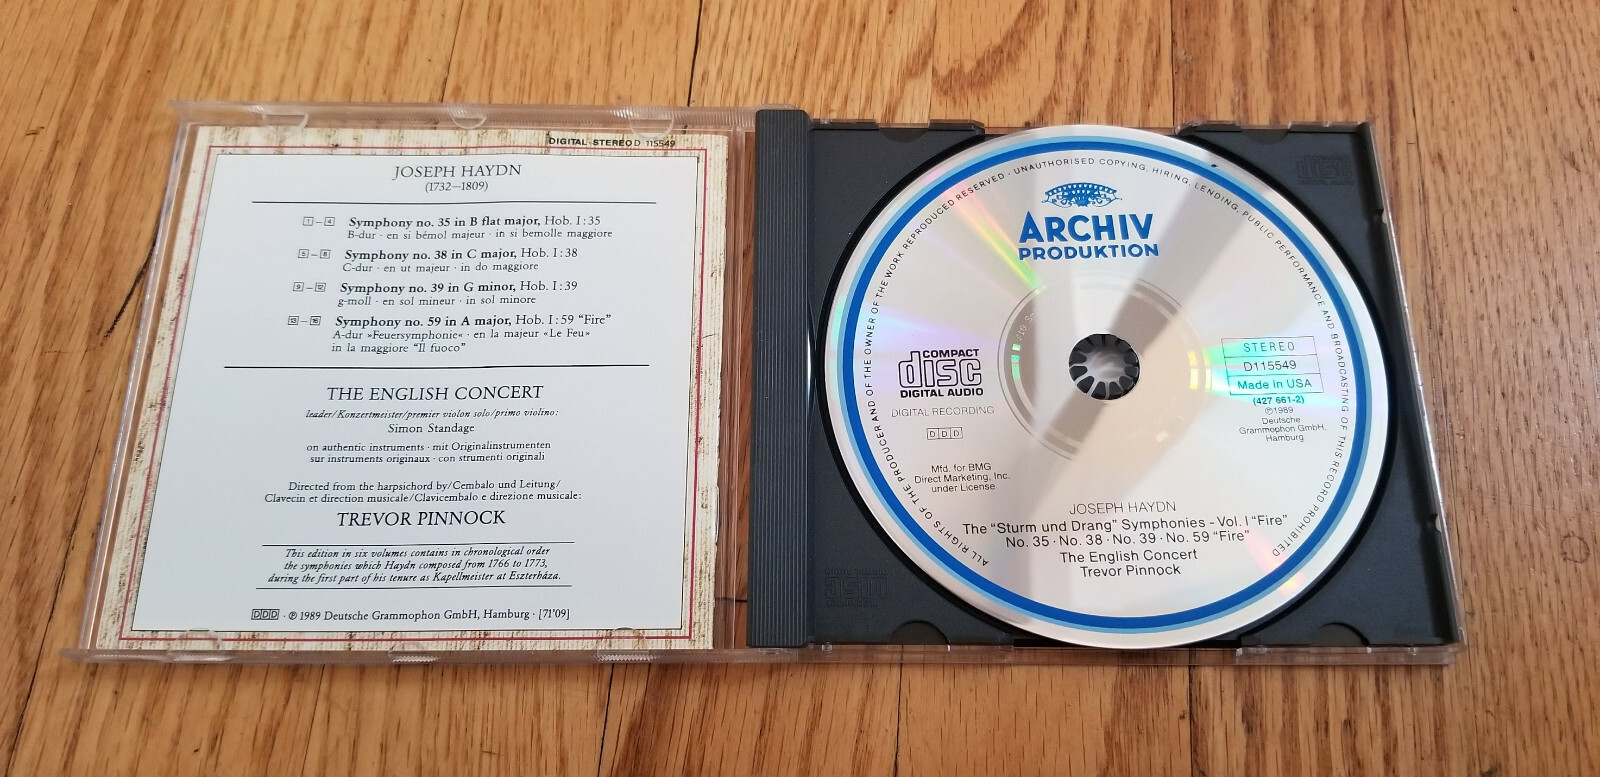 DIGITAL STEREO D 115549
JOSEPH HAYDN
(1732—1809)
1 – 4 Symphony no. 35 in B flat major, Hob. I:35
B-dur · en si bémol majeur · in si bemolle maggiore
5 – 8 Symphony no. 38 in C major, Hob. I:38
C-dur · en ut majeur · in do maggiore
9 – 12 Symphony no. 39 in G minor, Hob. I:39
g-moll · en sol mineur · in sol minore
13 – 16 Symphony no. 59 in A major, Hob. I:59 “Fire”
A-dur »Feuersymphonie« · en la majeur «Le Feu»
in la maggiore “Il fuoco”
THE ENGLISH CONCERT
leader/Konzertmeister/premier violon solo/primo violino:
Simon Standage
on authentic instruments · mit Originalinstrumenten
sur instruments originaux · con strumenti originali
Directed from the harpsichord by/Cembalo und Leitung/
Clavecin et direction musicale/Clavicembalo e direzione musicale:
TREVOR PINNOCK
This edition in six volumes contains in chronological order
the symphonies which Haydn composed from 1766 to 1773,
during the first part of his tenure as Kapellmeister at Eszterháza.
DDD · ℗ 1989 Deutsche Grammophon GmbH, Hamburg · [71'09]
ALL RIGHTS OF THE PRODUCER AND OF THE OWNER OF THE WORK REPRODUCED RESERVED · UNAUTHORISED COPYING, HIRING, LENDING, PUBLIC PERFORMANCE AND BROADCASTING OF THIS RECORD PROHIBITED
ARCHIV
PRODUKTION
COMPACT
disc
DIGITAL AUDIO
DIGITAL RECORDING
DDD
Mfd. for BMG
Direct Marketing, Inc.
under License
STEREO
D115549
Made in USA
(427 661-2)
℗1989
Deutsche
Grammophon GmbH,
Hamburg
JOSEPH HAYDN
The “Sturm und Drang” Symphonies - Vol. I “Fire”
No. 35 · No. 38 · No. 39 · No. 59 “Fire”
The English Concert
Trevor Pinnock